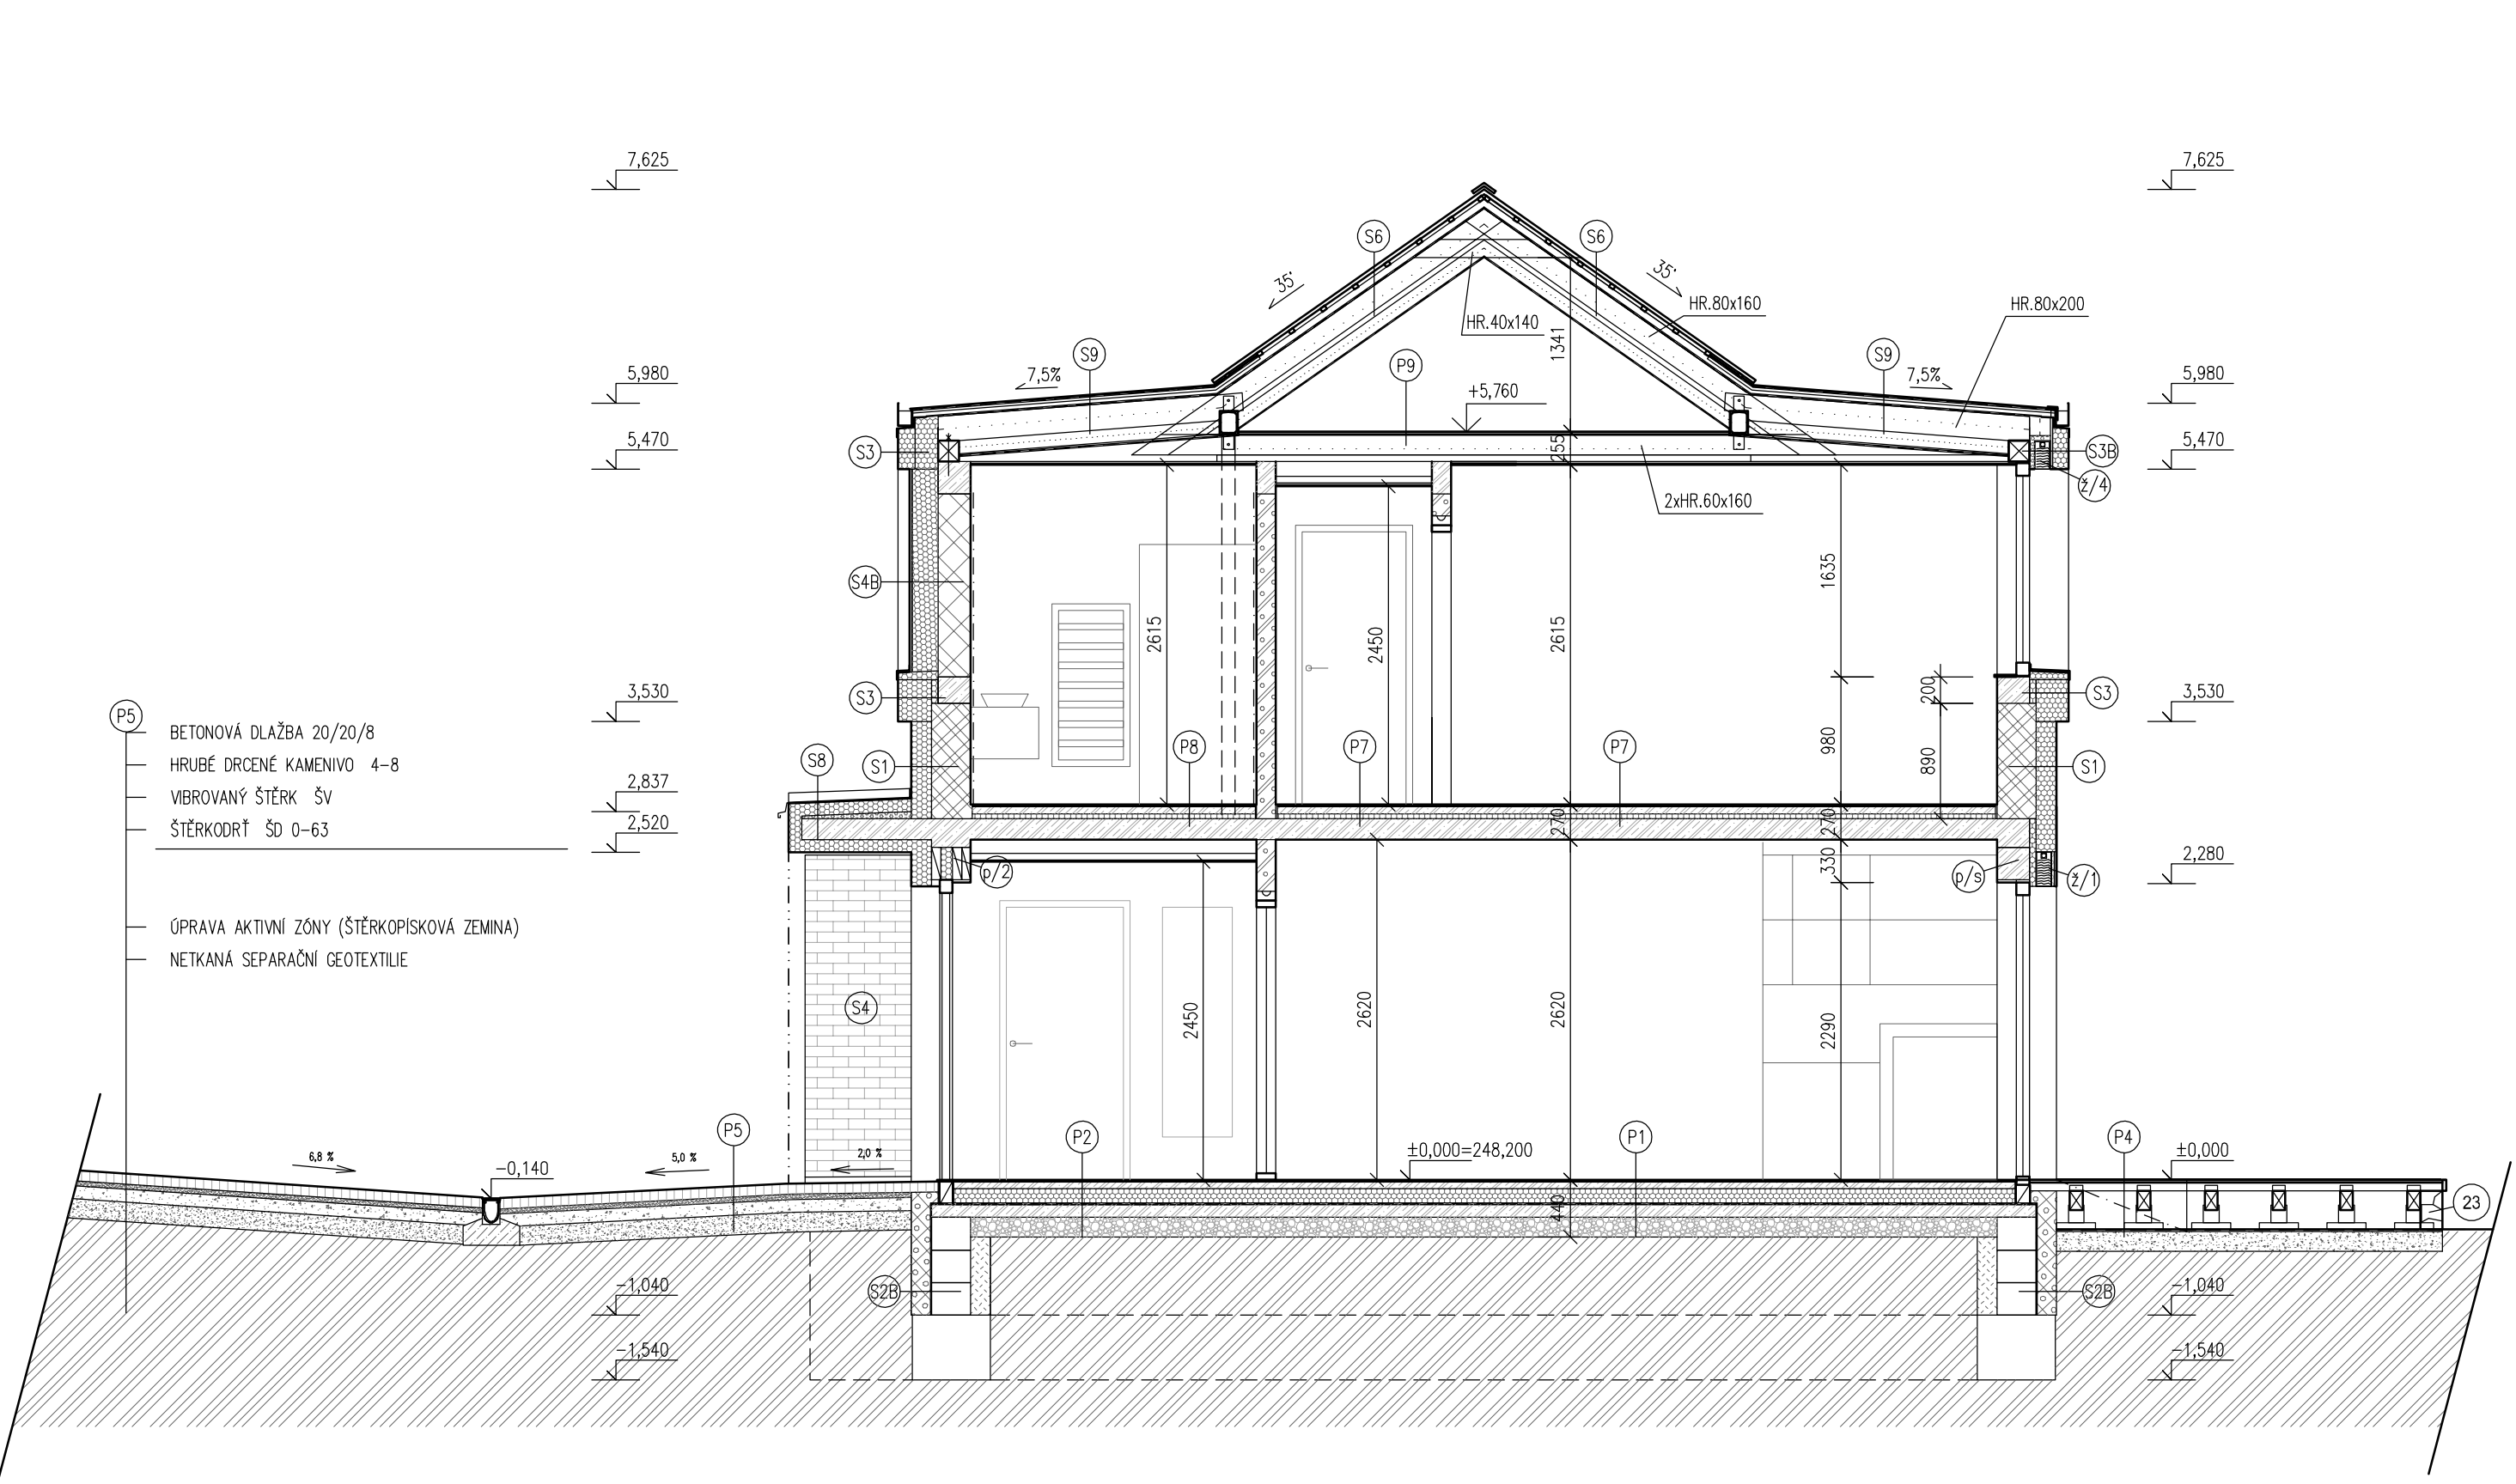 7,625
7,625
S6
S6
35°
35°
HR.80x160
HR.80x200
HR.40x140
1341
S9
P9
S9
5,980
7,5%
7,5%
5,980
+5,760
5,470
S3
255
S3B
5,470
ž/4
2xHR.60x160
S4B
1635
2615
2450
2615
3,530
S3
200
S3
3,530
P5
BETONOVÁ DLAŽBA 20/20/8
HRUBÉ DRCENÉ KAMENIVO 4-8
VIBROVANÝ ŠTĚRK ŠV
ŠTĚRKODRŤ ŠD 0-63
980
P8
P7
P7
S8
S1
890
S1
2,837
270
270
2,520
p/2
330
p/s
ž/1
2,280
ÚPRAVA AKTIVNÍ ZÓNY (ŠTĚRKOPÍSKOVÁ ZEMINA)
NETKANÁ SEPARAČNÍ GEOTEXTILIE
S4
2450
2620
2620
2290
P5
P2
P1
P4
6,8 %
-0,140
5,0 %
2,0 %
±0,000=248,200
±0,000
440
23
-1,040
S2B
S2B
-1,040
-1,540
-1,540